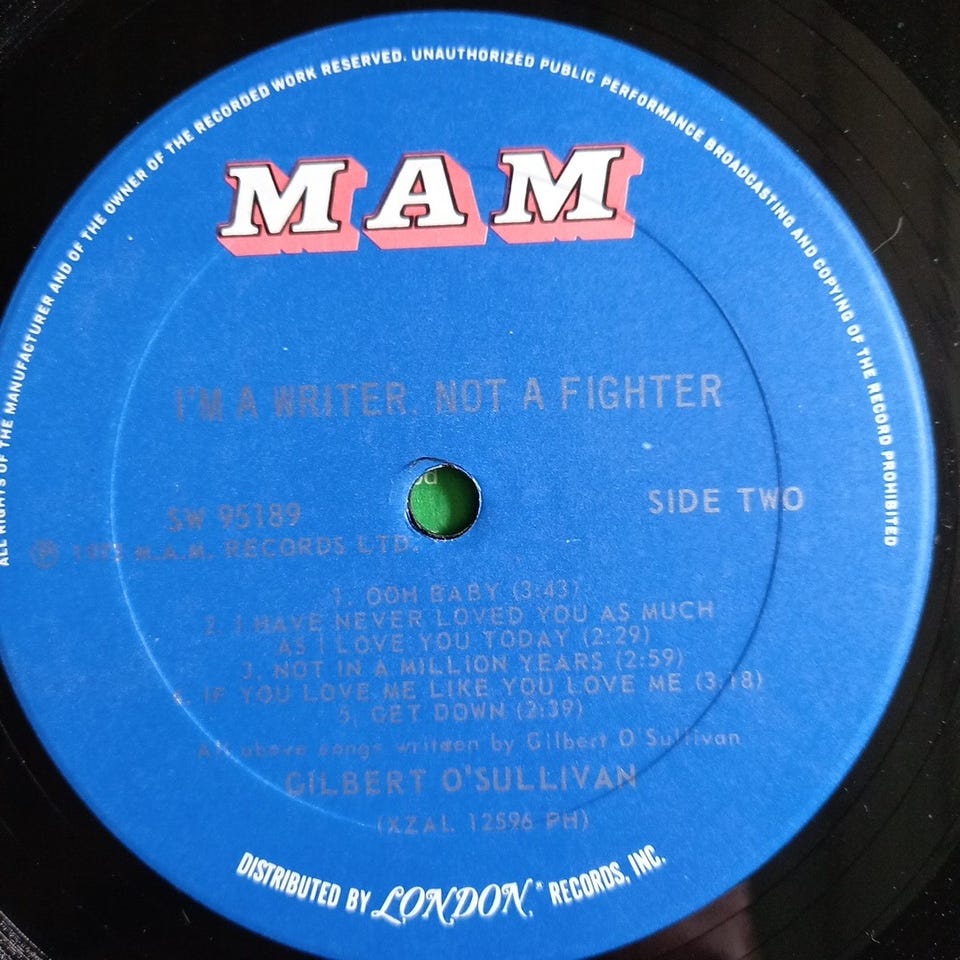 ALL RIGHTS OF THE MANUFACTURER AND OF THE OWNER OF THE RECORDED WORK RESERVED. UNAUTHORIZED PUBLIC PERFORMANCE BROADCASTING AND COPYING OF THE RECORD PROHIBITED
MAM
I'M A WRITER, NOT A FIGHTER
SW 95189
SIDE TWO
℗ M.A.M. RECORDS LTD.
1. OOH BABY (3:43)
2. I HAVE NEVER LOVED YOU AS MUCH
AS I LOVE YOU TODAY (2:29)
3. NOT IN A MILLION YEARS (2:59)
4. IF YOU LOVE ME LIKE YOU LOVE ME (3:18)
5. GET DOWN (2:39)
All above songs written by Gilbert O'Sullivan
GILBERT O'SULLIVAN
(XZAL 12596 PH)
DISTRIBUTED BY LONDON® RECORDS, INC.